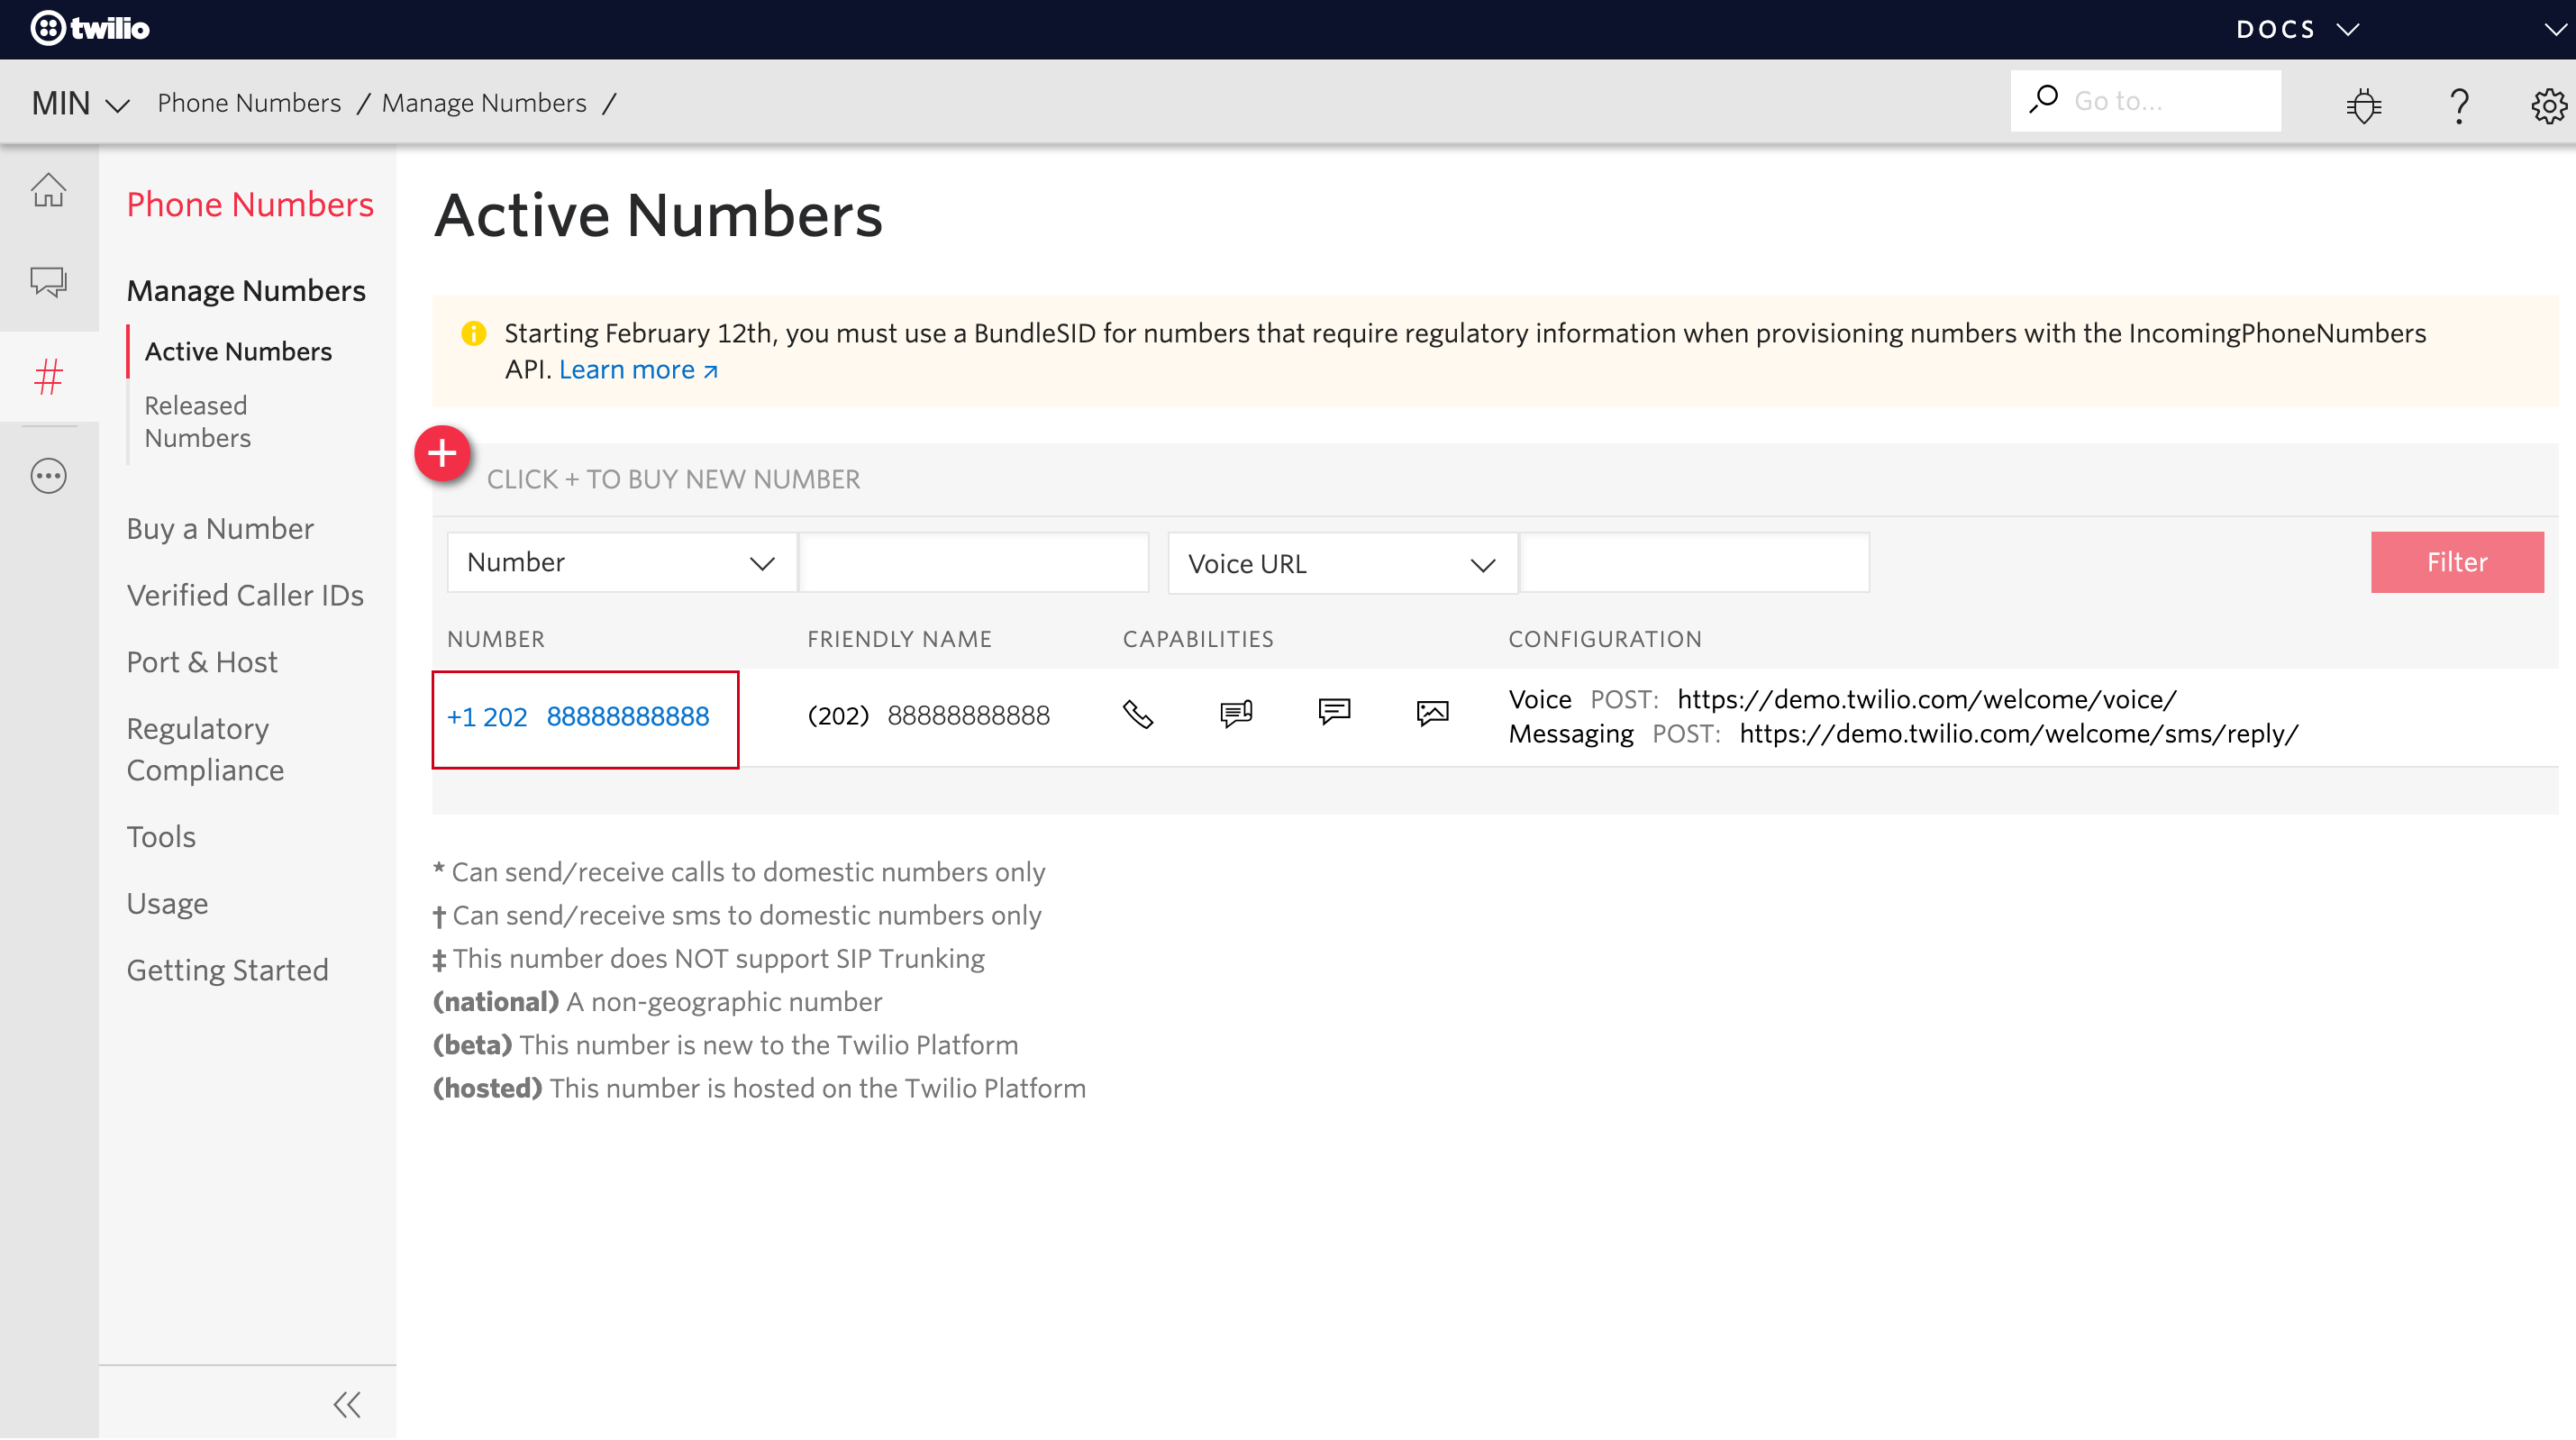 twilio
DOCS
MIN Phone Numbers / Manage Numbers /
Go to...
Phone Numbers
Manage Numbers
Active Numbers
Released
Numbers
Buy a Number
Verified Caller IDs
Port & Host
Regulatory
Compliance
Tools
Usage
Getting Started
Active Numbers
Starting February 12th, you must use a BundleSID for numbers that require regulatory information when provisioning numbers with the IncomingPhoneNumbers
API. Learn more
CLICK + TO BUY NEW NUMBER
Number Voice URL Filter
NUMBER FRIENDLY NAME CAPABILITIES CONFIGURATION
+1 202 88888888888 (202) 88888888888
Voice POST: https://demo.twilio.com/welcome/voice/
Messaging POST: https://demo.twilio.com/welcome/sms/reply/
* Can send/receive calls to domestic numbers only
† Can send/receive sms to domestic numbers only
‡ This number does NOT support SIP Trunking
(national) A non-geographic number
(beta) This number is new to the Twilio Platform
(hosted) This number is hosted on the Twilio Platform